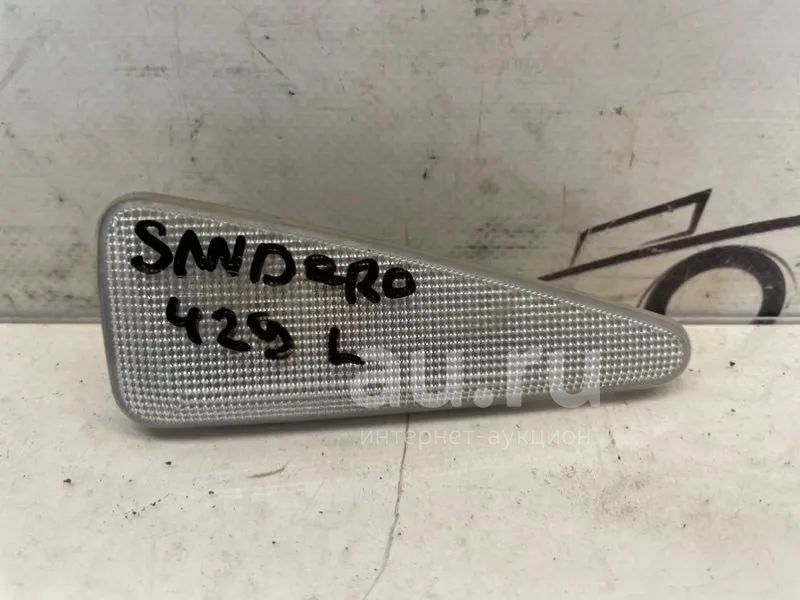 SANDERO
429 L
au.ru
интернет-аукцион